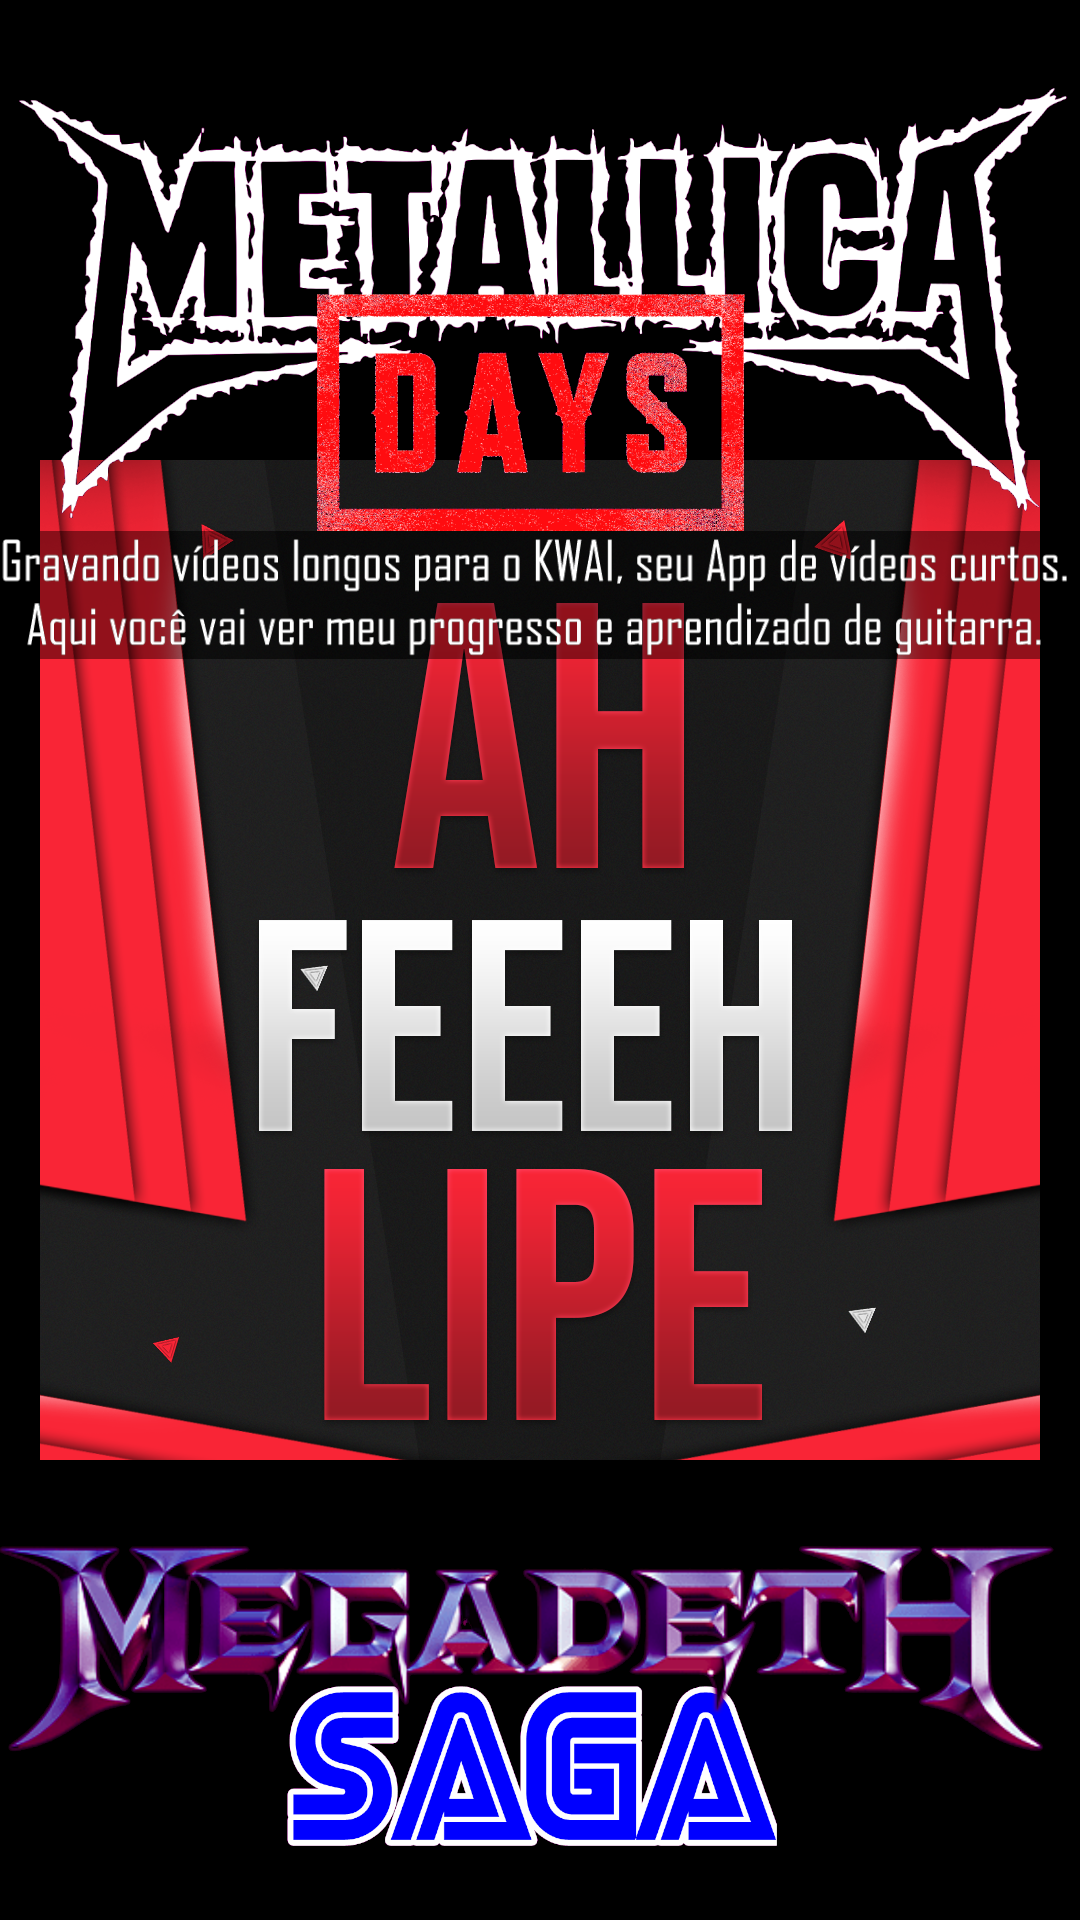 METALLICA
DAYS
Gravando vídeos longos para o KWAI, seu App de vídeos curtos.
Aqui você vai ver meu progresso e aprendizado de guitarra.
AH
FEEEH
LIPE
MEGADETH
SAGA